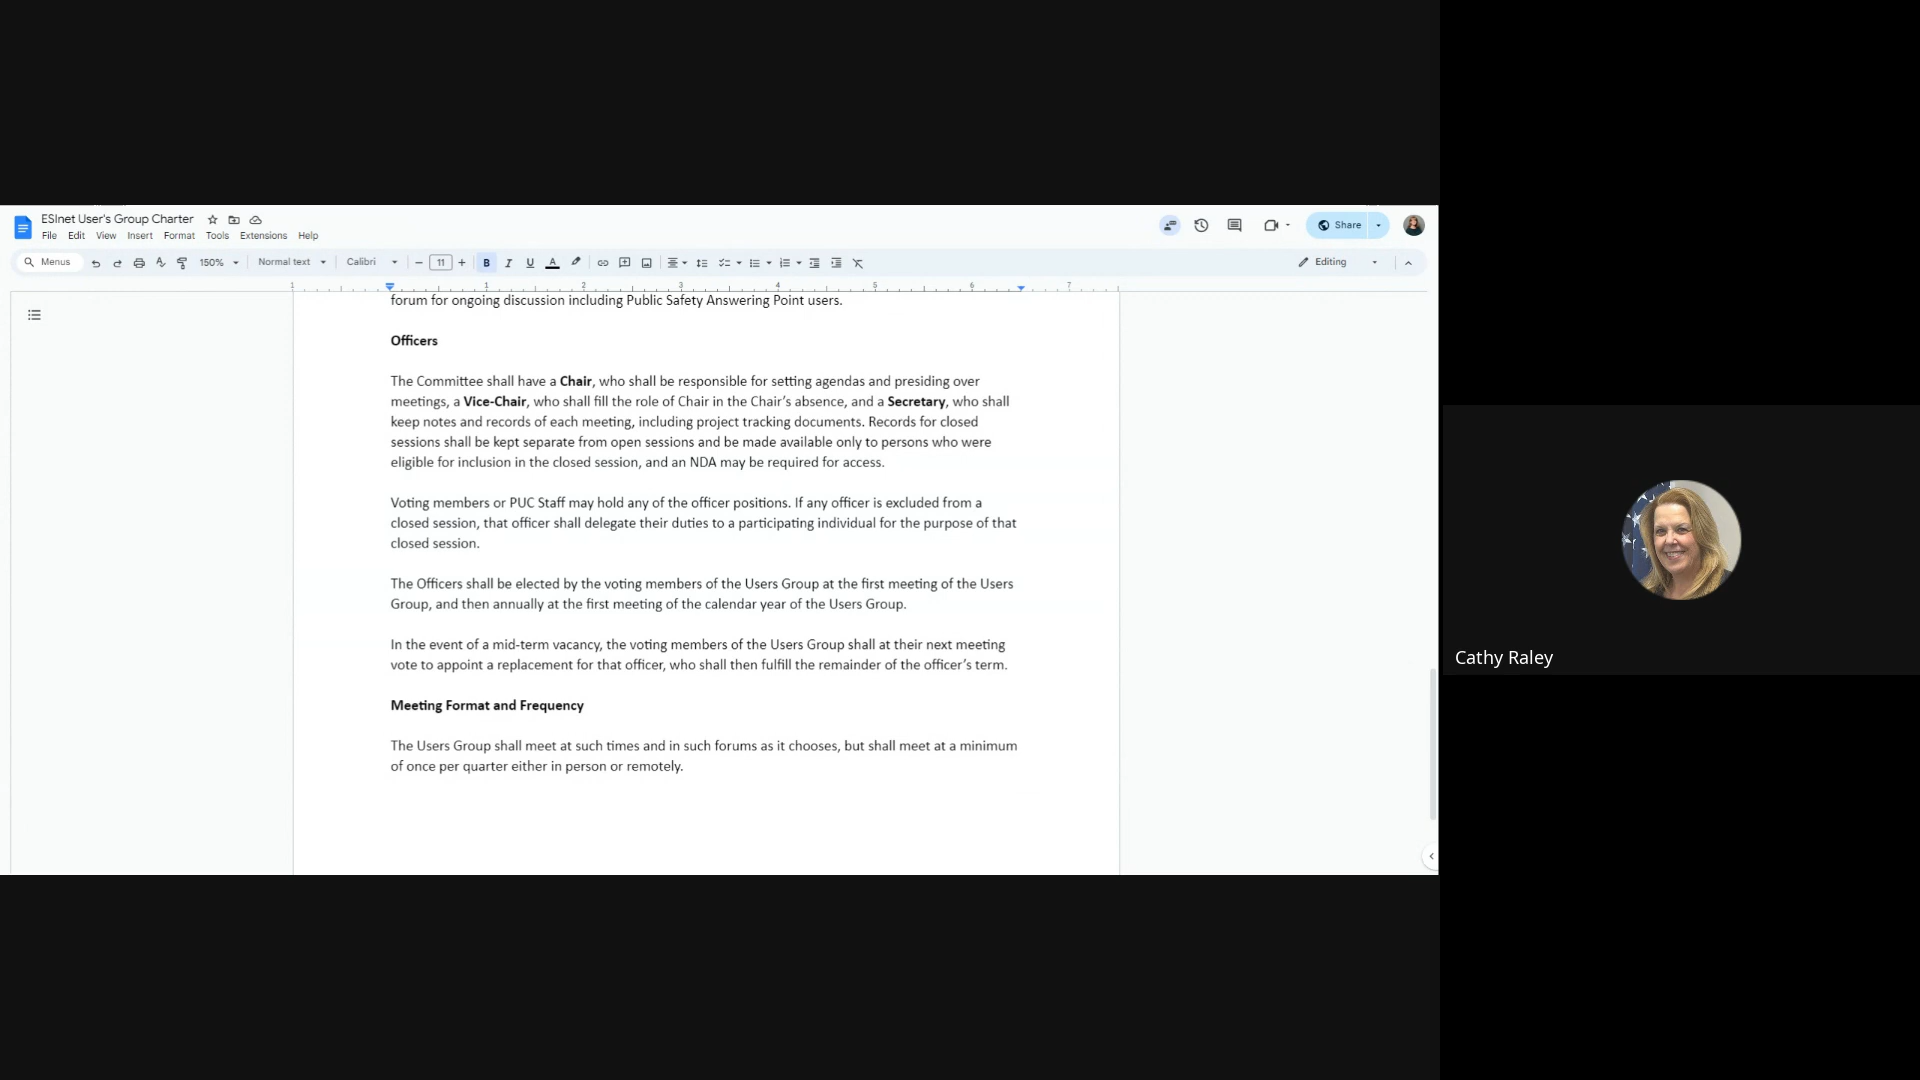 ESInet User's Group Charter
File Edit View Insert Format Tools Extensions Help
Share
Menus 150% Normal text Calibri 11 B I U A Editing
1 1 2 3 4 5 6 7
forum for ongoing discussion including Public Safety Answering Point users.
Officers
The Committee shall have a Chair, who shall be responsible for setting agendas and presiding over
meetings, a Vice-Chair, who shall fill the role of Chair in the Chair’s absence, and a Secretary, who shall
keep notes and records of each meeting, including project tracking documents. Records for closed
sessions shall be kept separate from open sessions and be made available only to persons who were
eligible for inclusion in the closed session, and an NDA may be required for access.
Voting members or PUC Staff may hold any of the officer positions. If any officer is excluded from a
closed session, that officer shall delegate their duties to a participating individual for the purpose of that
closed session.
The Officers shall be elected by the voting members of the Users Group at the first meeting of the Users
Group, and then annually at the first meeting of the calendar year of the Users Group.
In the event of a mid-term vacancy, the voting members of the Users Group shall at their next meeting
vote to appoint a replacement for that officer, who shall then fulfill the remainder of the officer’s term.
Meeting Format and Frequency
The Users Group shall meet at such times and in such forums as it chooses, but shall meet at a minimum
of once per quarter either in person or remotely.
Cathy Raley